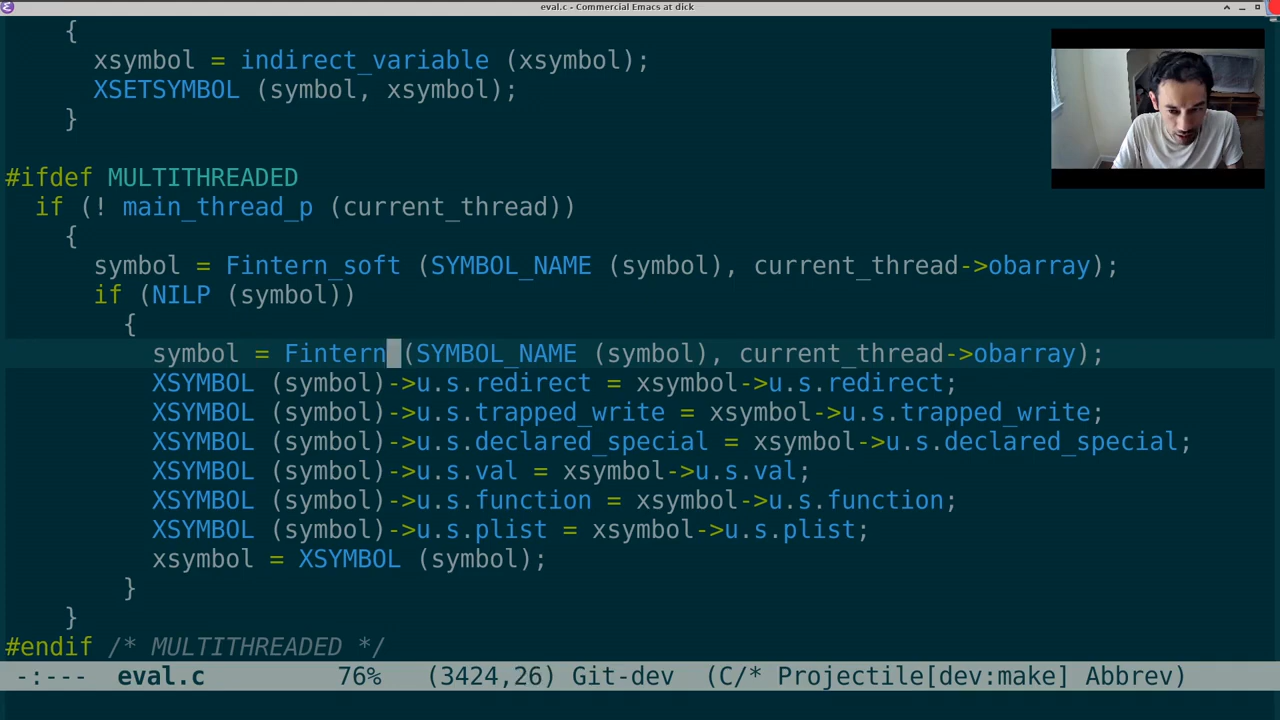 eval.c - Commercial Emacs at dick
{
xsymbol = indirect_variable (xsymbol);
XSETSYMBOL (symbol, xsymbol);
}
#ifdef MULTITHREADED
if (! main_thread_p (current_thread))
{
symbol = Fintern_soft (SYMBOL_NAME (symbol), current_thread->obarray);
if (NILP (symbol))
{
symbol = Fintern (SYMBOL_NAME (symbol), current_thread->obarray);
XSYMBOL (symbol)->u.s.redirect = xsymbol->u.s.redirect;
XSYMBOL (symbol)->u.s.trapped_write = xsymbol->u.s.trapped_write;
XSYMBOL (symbol)->u.s.declared_special = xsymbol->u.s.declared_special;
XSYMBOL (symbol)->u.s.val = xsymbol->u.s.val;
XSYMBOL (symbol)->u.s.function = xsymbol->u.s.function;
XSYMBOL (symbol)->u.s.plist = xsymbol->u.s.plist;
xsymbol = XSYMBOL (symbol);
}
}
#endif /* MULTITHREADED */
-:--- eval.c 76% (3424,26) Git-dev (C/* Projectile[dev:make] Abbrev)